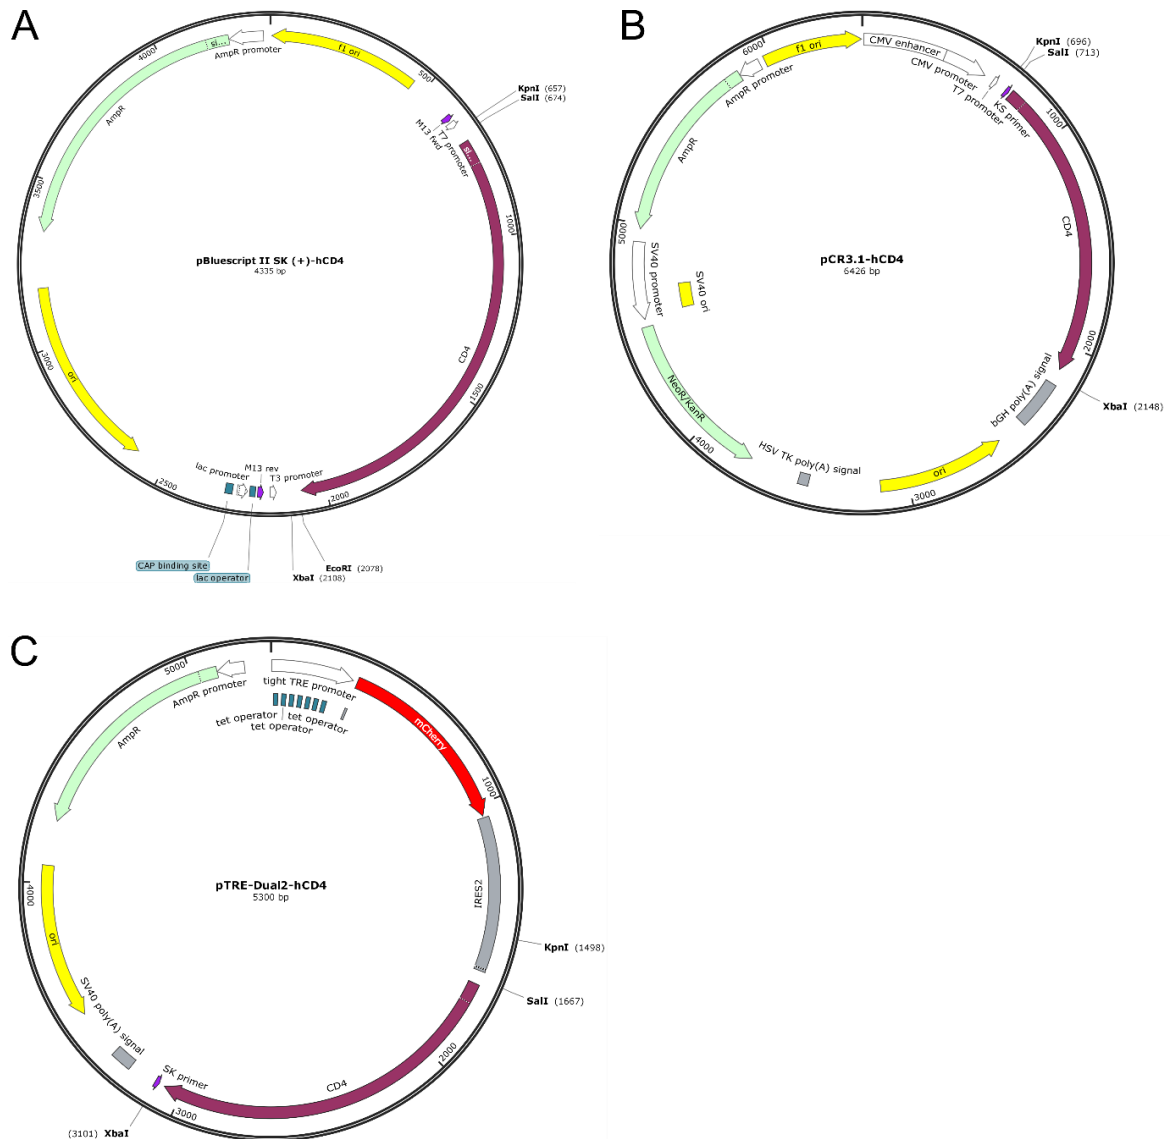 A
4000
si...
AmpR promoter
f1 ori
500
KpnI (657)
SalI (674)
AmpR
M13 fwd
T7 promoter
si...
3500
1000
pBluescript II SK (+)-hCD4
4335 bp
CD4
3000
ori
1500
lac promoter
M13 rev
T3 promoter
2500
2000
CAP binding site
lac operator
EcoRI (2078)
XbaI (2108)
B
6000
f1 ori
CMV enhancer
KpnI (696)
SalI (713)
AmpR promoter
CMV promoter
T7 promoter
KS primer
1000
AmpR
5000
CD4
pCR3.1-hCD4
6426 bp
SV40 promoter
SV40 ori
2000
bGH poly(A) signal
XbaI (2148)
NeoR/KanR
4000
HSV TK poly(A) signal
ori
3000
C
5000
AmpR promoter
tight TRE promoter
tet operator
tet operator
tet operator
mCherry
AmpR
1000
pTRE-Dual2-hCD4
5300 bp
4000
IRES2
ori
KpnI (1498)
SalI (1667)
SV40 poly(A) signal
2000
SK primer
CD4
3000
(3101) XbaI